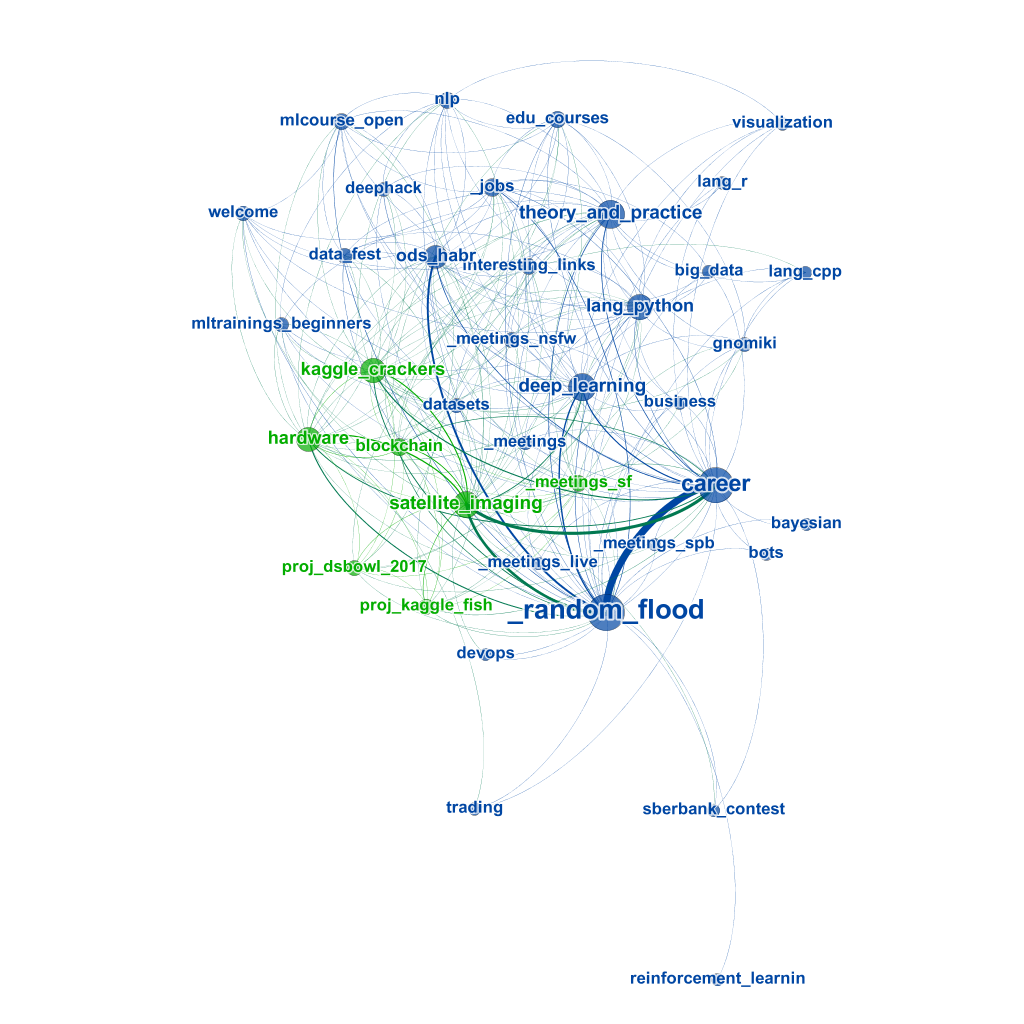 nlp
mlcourse_open
edu_courses
visualization
deephack
_jobs
lang_r
welcome
theory_and_practice
data_fest
ods_habr
interesting_links
big_data
lang_cpp
lang_python
mltrainings_beginners
_meetings_nsfw
gnomiki
kaggle_crackers
deep_learning
datasets
business
hardware
blockchain
_meetings
_meetings_sf
career
satellite_imaging
bayesian
_meetings_spb
bots
_meetings_live
proj_dsbowl_2017
proj_kaggle_fish
_random_flood
devops
trading
sberbank_contest
reinforcement_learnin